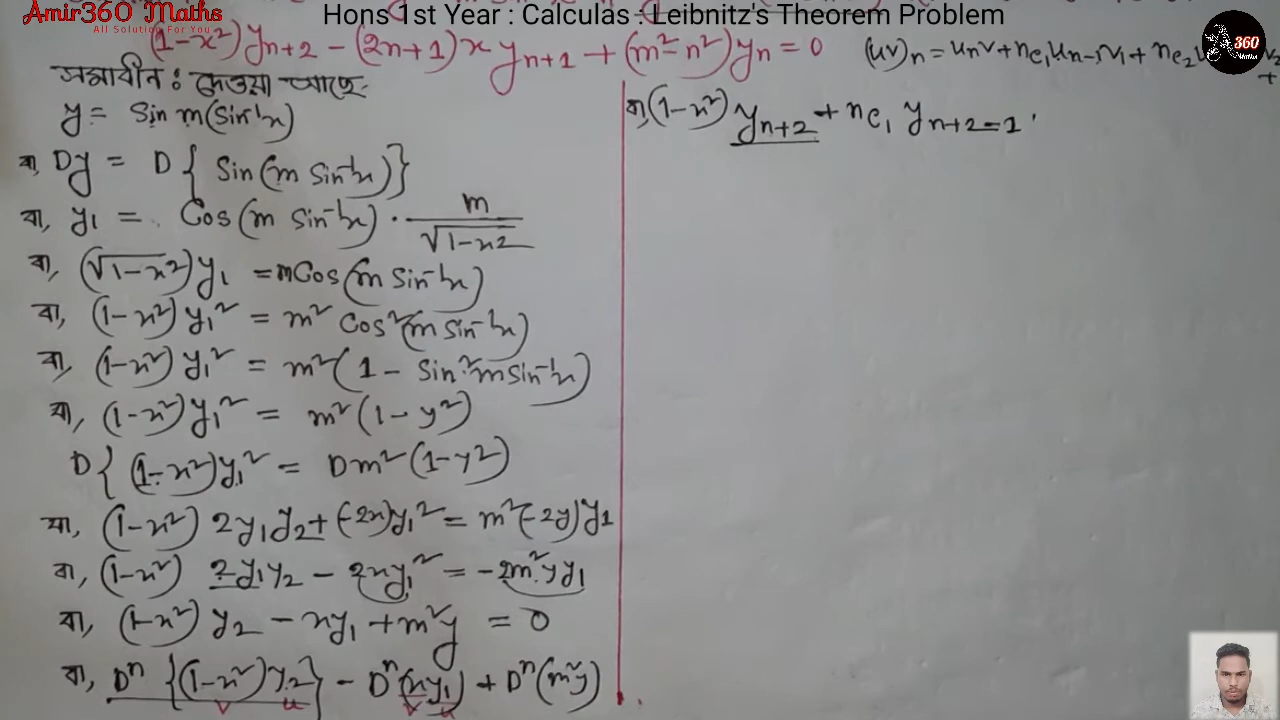 Amir360 Maths
All Solution For You
Hons 1st Year : Calculas : Leibnitz's Theorem Problem
360
Maths
(1-x²)yₙ₊₂ - (2n+1)x yₙ₊₁ + (m²-n²)yₙ = 0
(uv)ₙ = uₙv + nc₁uₙ₋₁v₁ + nc₂
সমাধান : দেওয়া আছে
y = Sin m(Sin⁻¹x)
বা, Dy = D { Sin(m Sin⁻¹x)}
বা, y₁ = Cos(m Sin⁻¹x) · m/√1-x²
বা, (√1-x²)y₁ = mCos(m Sin⁻¹x)
বা, (1-x²) y₁² = m² Cos²(m Sin⁻¹x)
বা, (1-x²) y₁² = m²(1 - Sin²mSin⁻¹x)
বা, (1-x²)y₁² = m²(1-y²)
D{(1-x²)y₁² = Dm²(1-y²)
বা, (1-x²) 2y₁y₂+(-2x)y₁² = m²(-2y)y₁
বা, (1-x²) 2y₁y₂ - 2xy₁² = -2m²yy₁
বা, (1-x²) y₂ - xy₁ + m²y = 0
বা, Dⁿ {(1-x²)y₂} - Dⁿ(xy₁) + Dⁿ(m²y)
v u v u
বা, (1-x²) yₙ₊₂ + nc₁ yₙ₊₂₌₁ ·